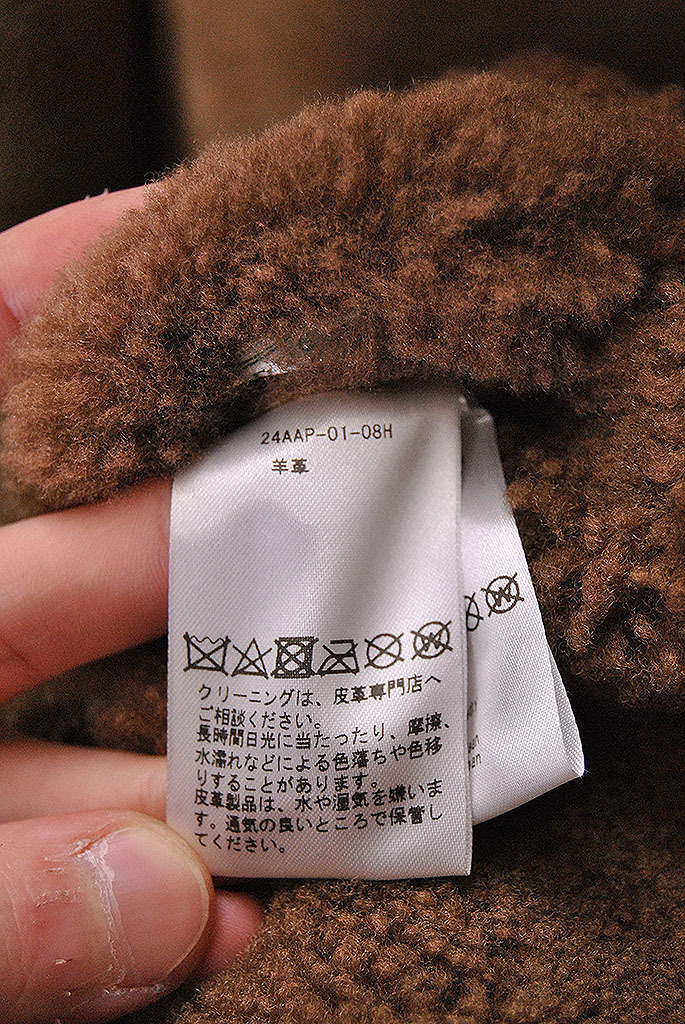 24AAP-01-08H
羊革
クリーニングは、皮革専門店へ
ご相談ください。
長時間日光に当たったり、摩擦、
水濡れなどによる色落ちや色移
りすることがあります。
皮革製品は、水や湿気を嫌いま
す。通気の良いところで保管し
てください。